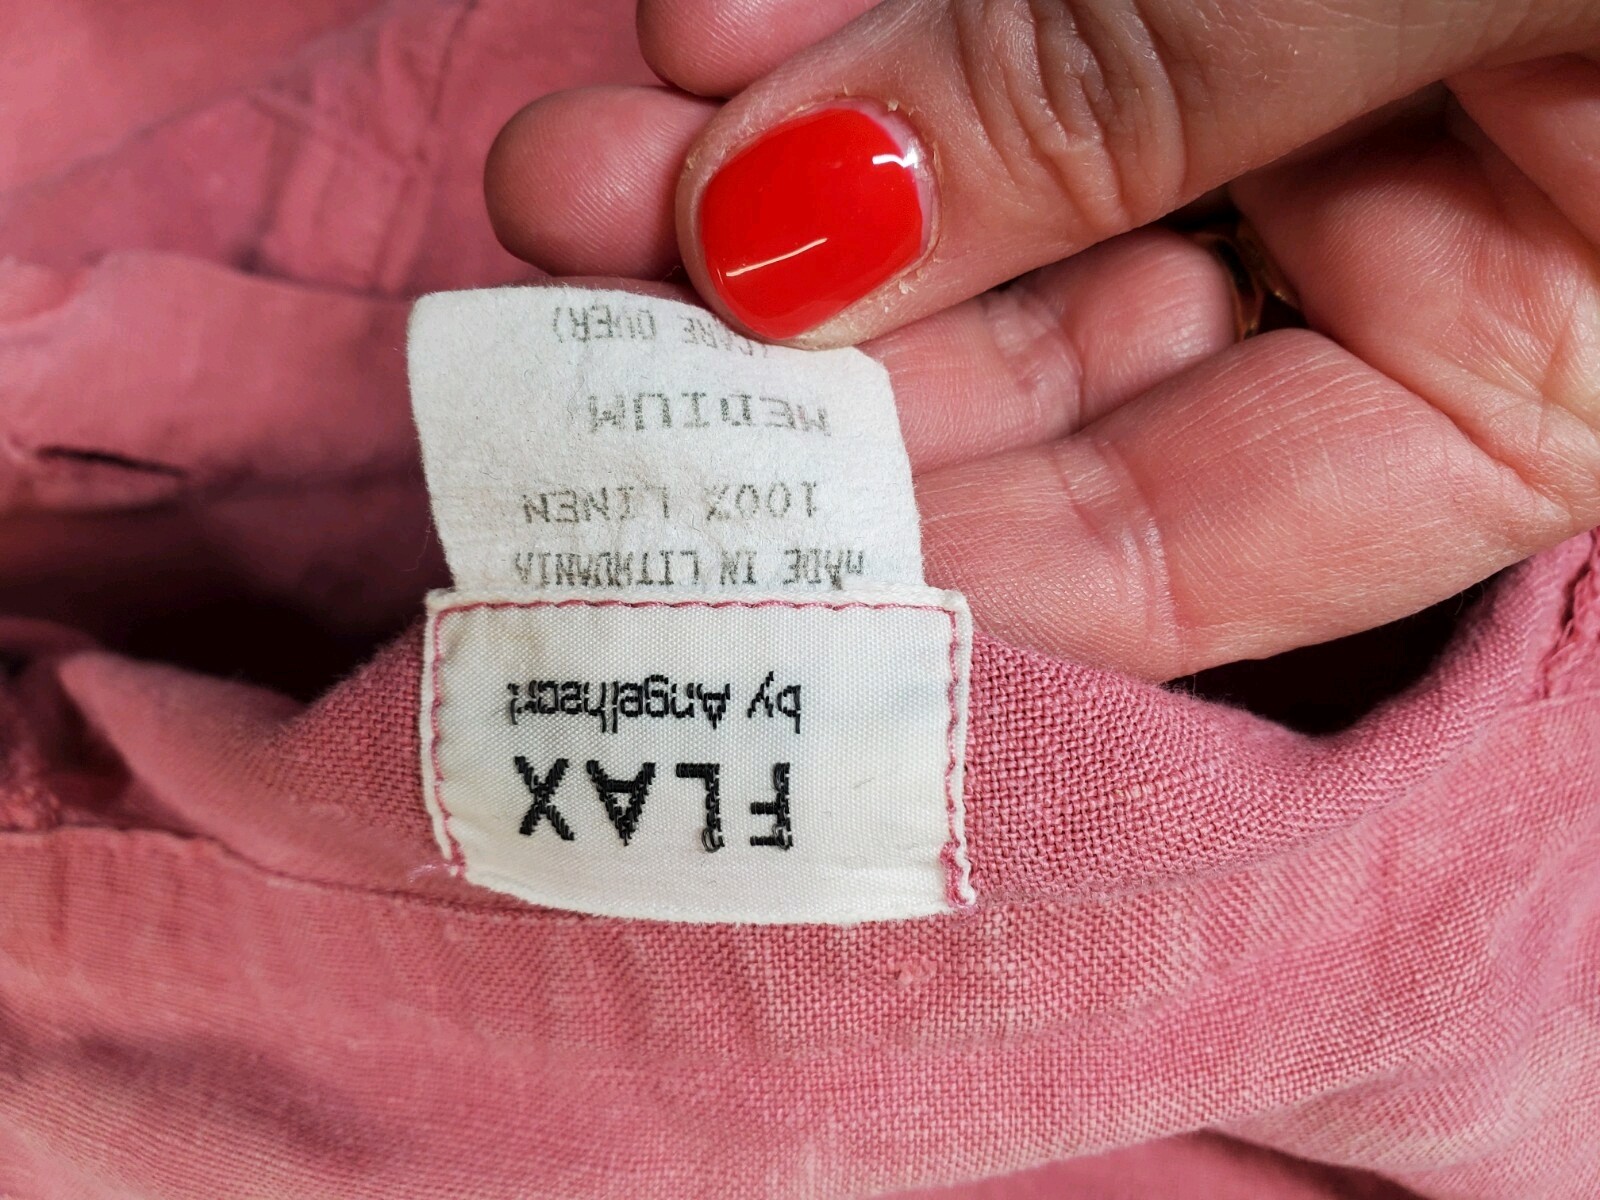 FLAX
by Angelheart
MADE IN LITHUANIA
100% LINEN
MEDIUM
(CARE OVER)